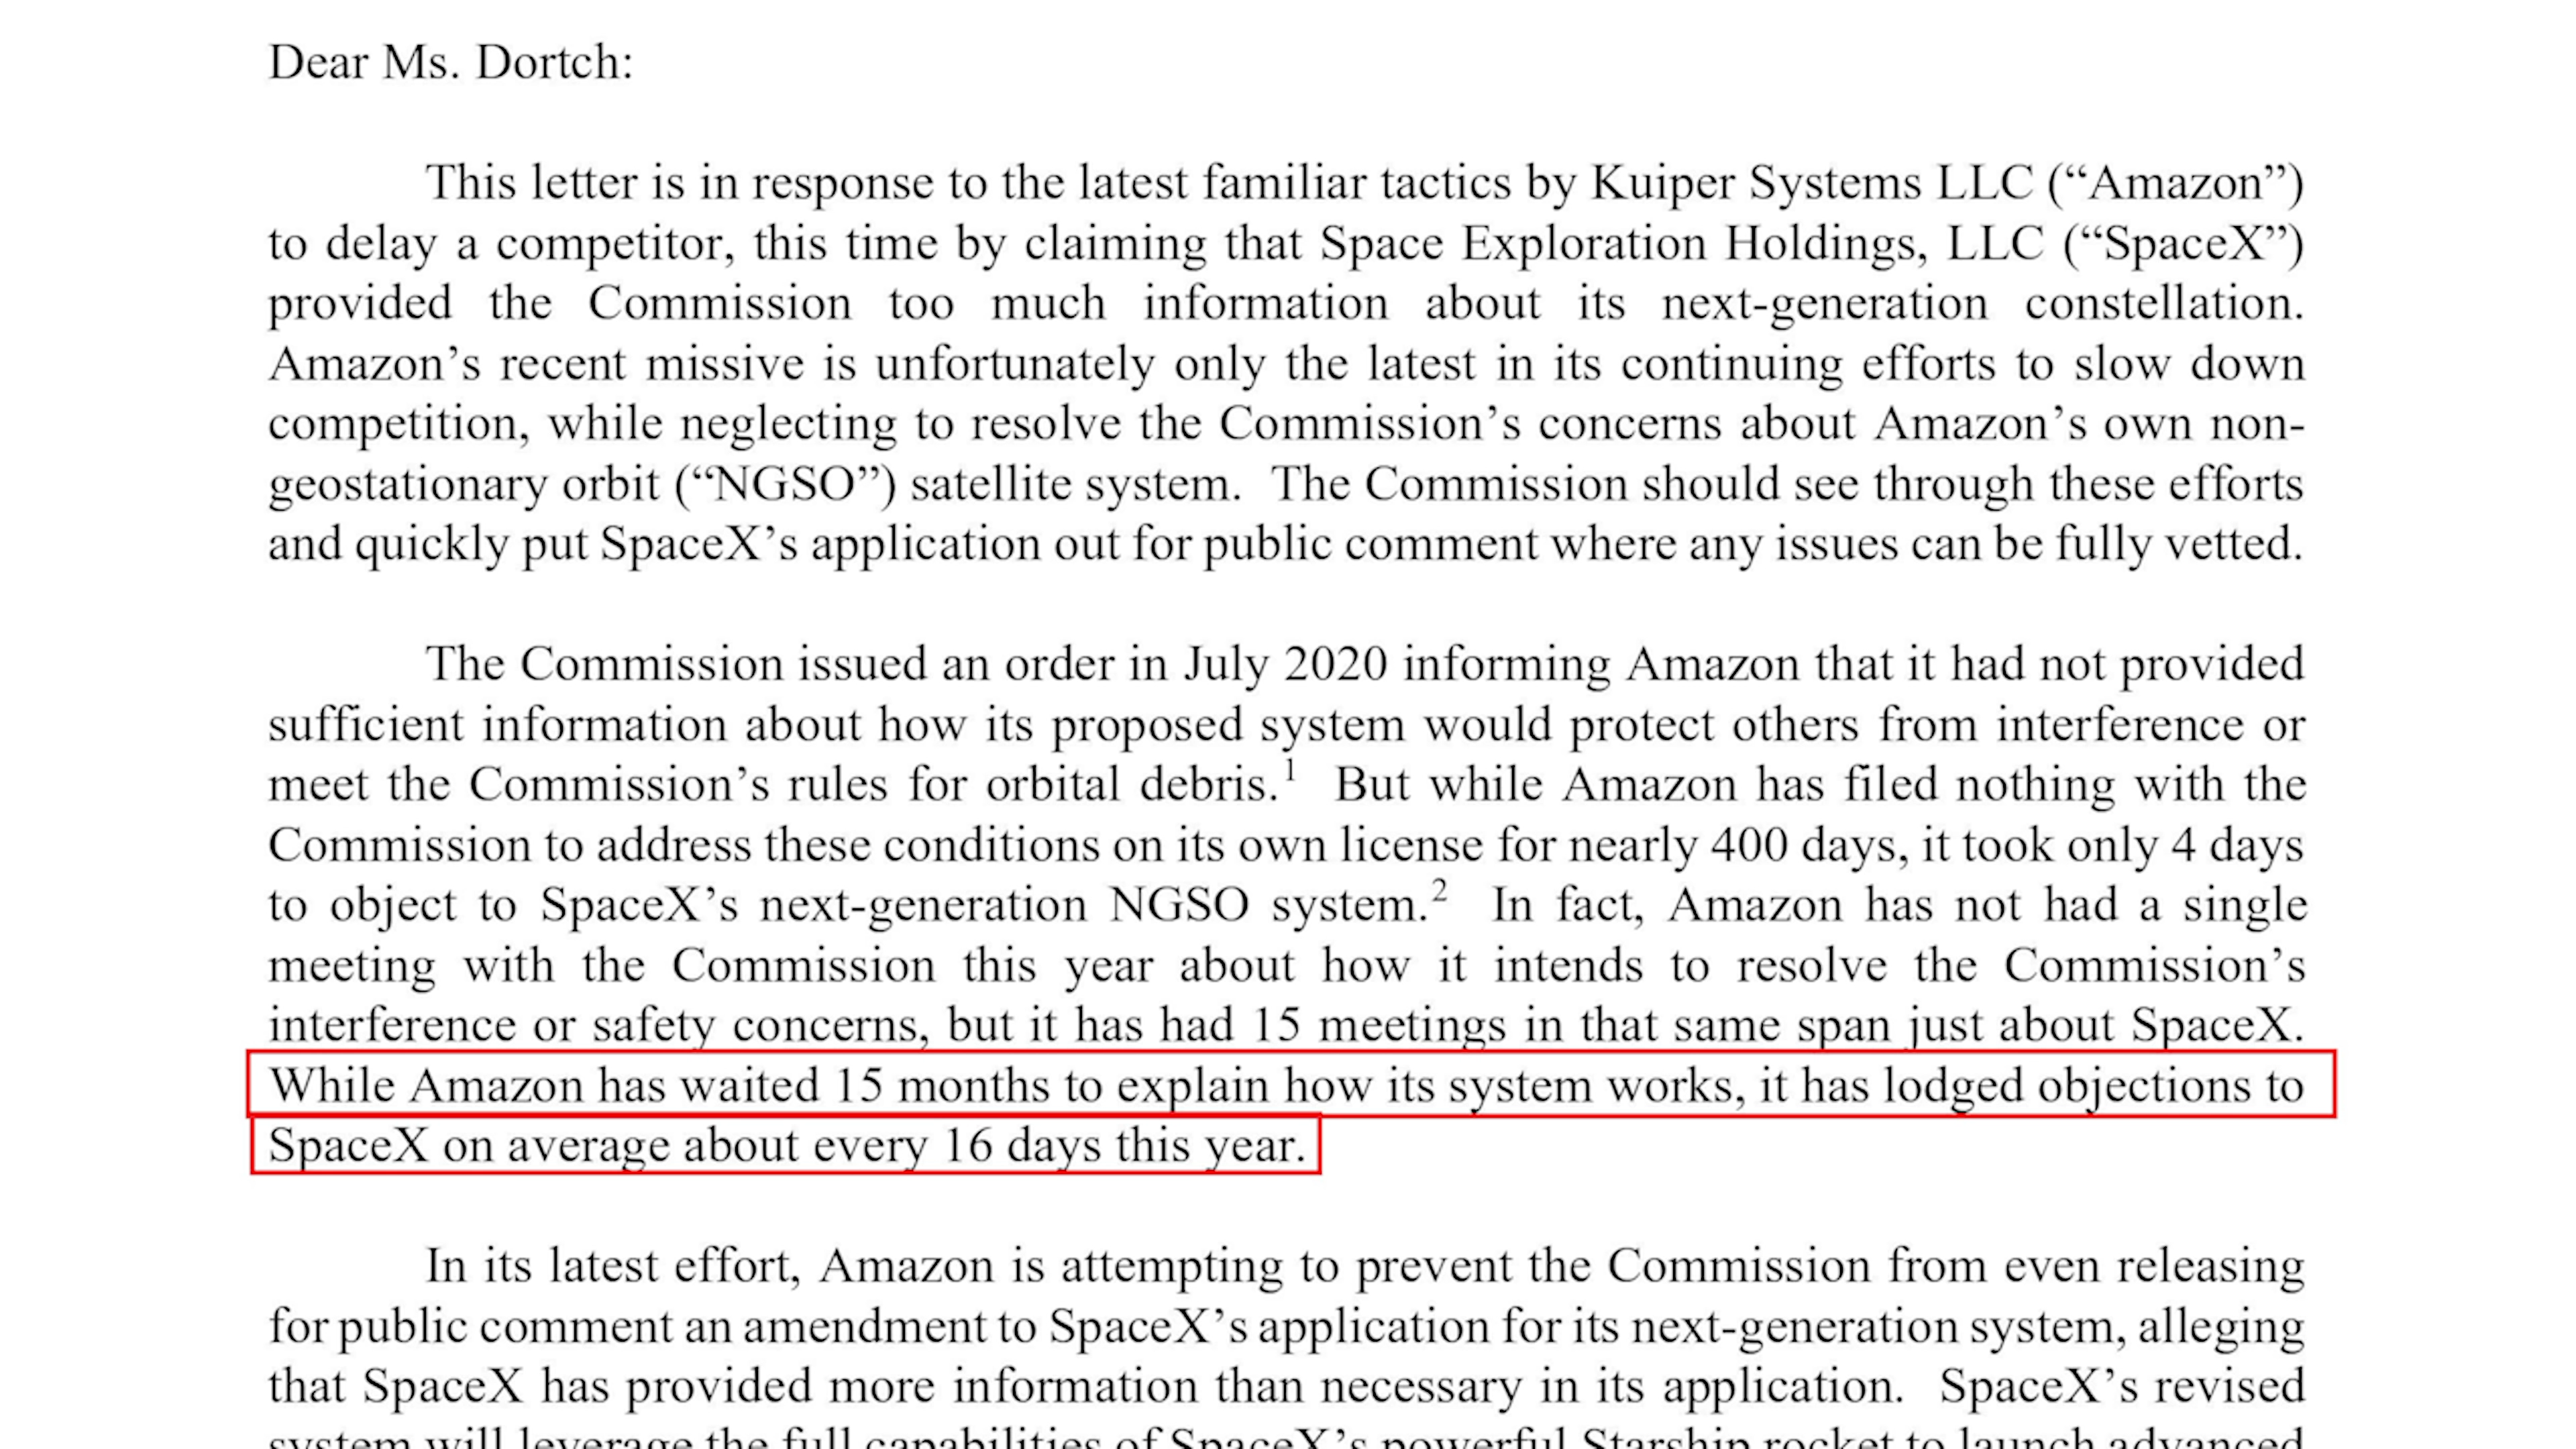 Dear Ms. Dortch:
This letter is in response to the latest familiar tactics by Kuiper Systems LLC (“Amazon”)
to delay a competitor, this time by claiming that Space Exploration Holdings, LLC (“SpaceX”)
provided the Commission too much information about its next-generation constellation.
Amazon’s recent missive is unfortunately only the latest in its continuing efforts to slow down
competition, while neglecting to resolve the Commission’s concerns about Amazon’s own non-
geostationary orbit (“NGSO”) satellite system. The Commission should see through these efforts
and quickly put SpaceX’s application out for public comment where any issues can be fully vetted.
The Commission issued an order in July 2020 informing Amazon that it had not provided
sufficient information about how its proposed system would protect others from interference or
meet the Commission’s rules for orbital debris.¹ But while Amazon has filed nothing with the
Commission to address these conditions on its own license for nearly 400 days, it took only 4 days
to object to SpaceX’s next-generation NGSO system.² In fact, Amazon has not had a single
meeting with the Commission this year about how it intends to resolve the Commission’s
interference or safety concerns, but it has had 15 meetings in that same span just about SpaceX.
While Amazon has waited 15 months to explain how its system works, it has lodged objections to
SpaceX on average about every 16 days this year.
In its latest effort, Amazon is attempting to prevent the Commission from even releasing
for public comment an amendment to SpaceX’s application for its next-generation system, alleging
that SpaceX has provided more information than necessary in its application. SpaceX’s revised
system will leverage the full capabilities of SpaceX’s powerful Starship rocket to launch advanced